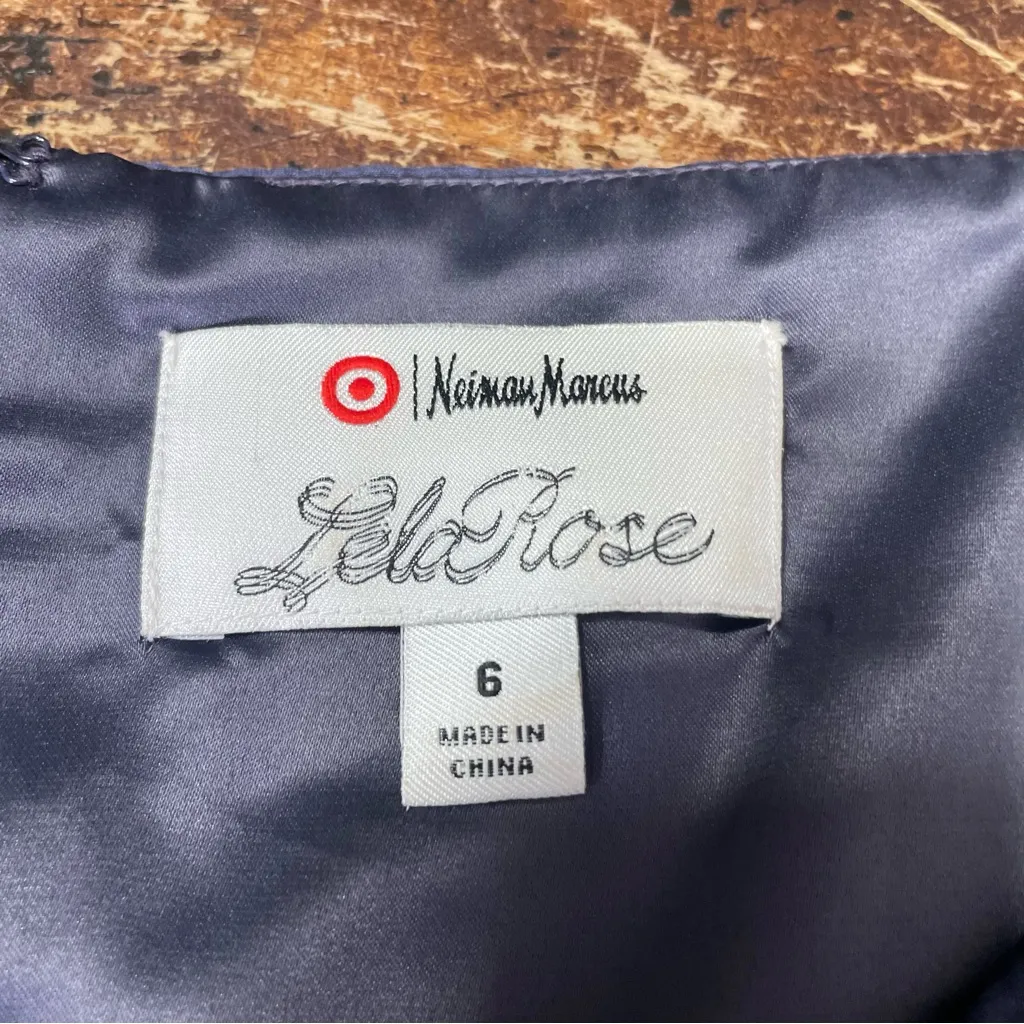 Neiman Marcus
Lela Rose
6
MADE IN
CHINA